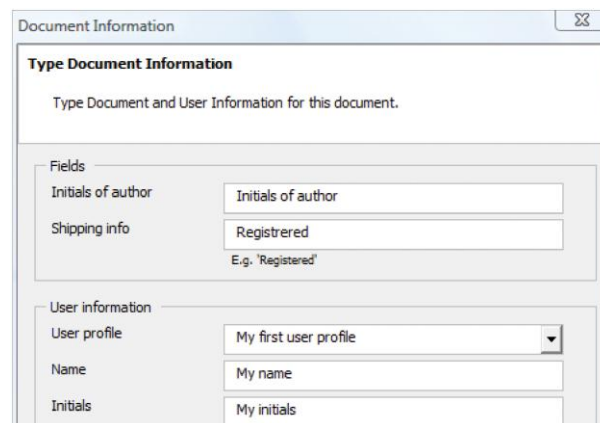 Document Information
Type Document Information
Type Document and User Information for this document.
Fields
Initials of author Initials of author
Shipping info Registrered
E.g. 'Registered'
User information
User profile My first user profile
Name My name
Initials My initials